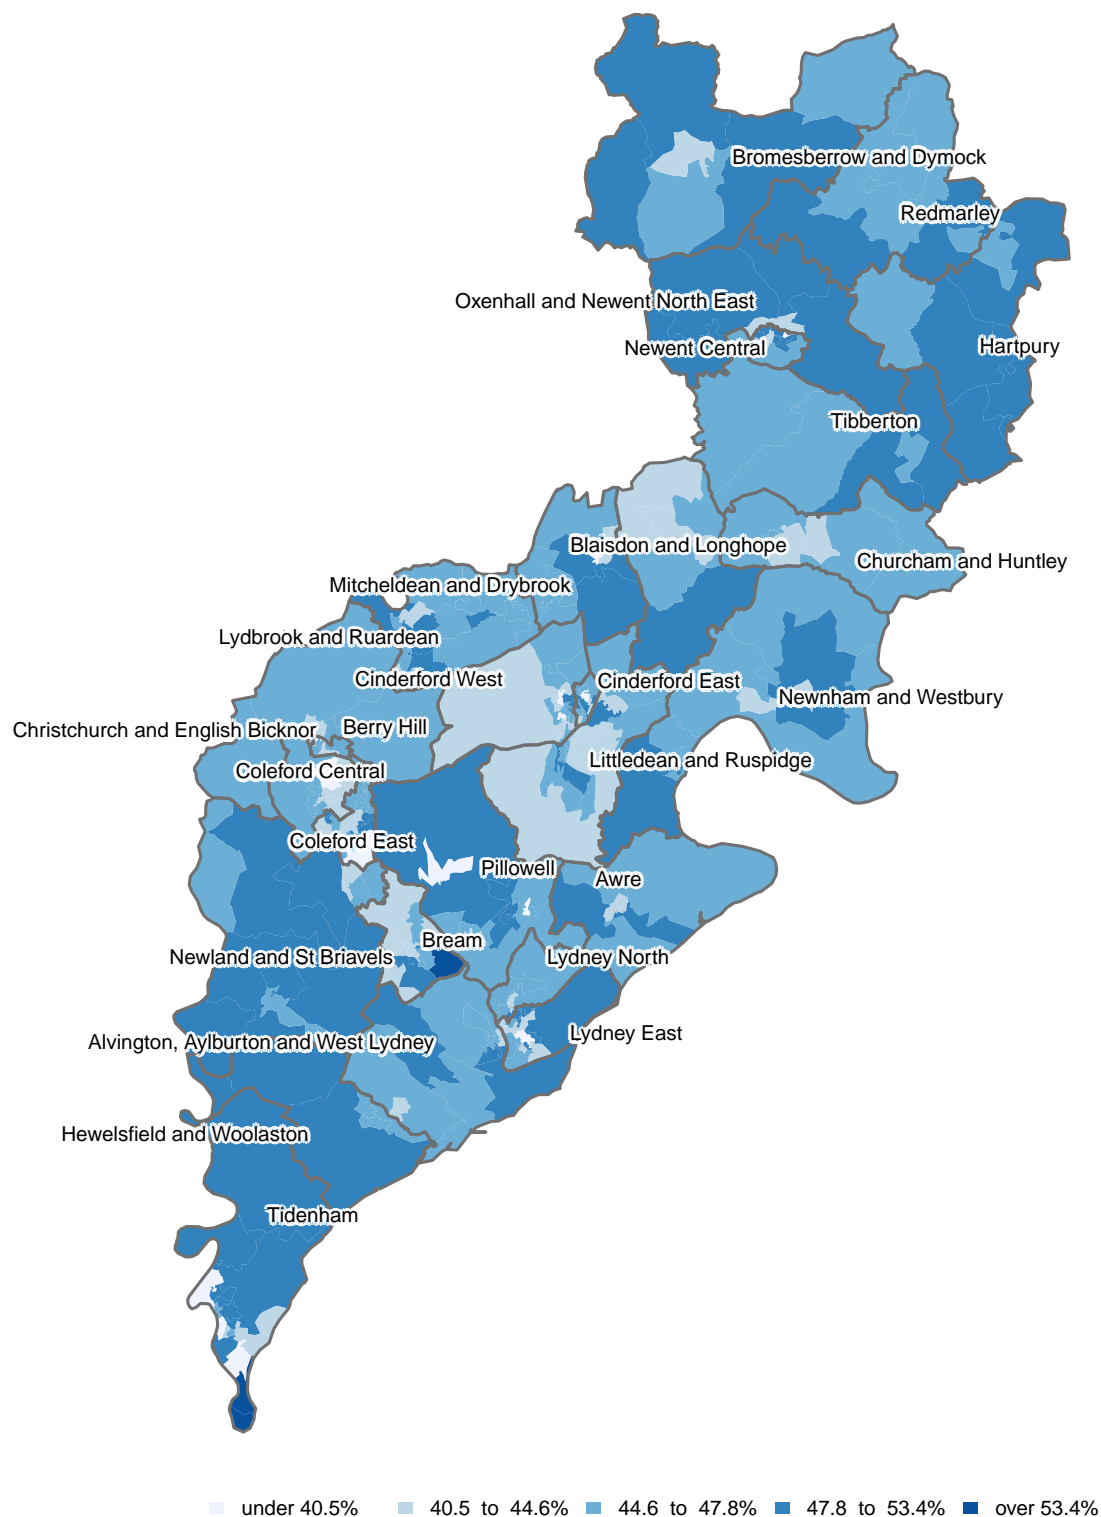 Bromesberrow and Dymock
Redmarley
Oxenhall and Newent North East
Newent Central
Hartpury
Tibberton
Blaisdon and Longhope
Churcham and Huntley
Mitcheldean and Drybrook
Lydbrook and Ruardean
Cinderford West
Cinderford East
Newnham and Westbury
Christchurch and English Bicknor
Berry Hill
Coleford Central
Littledean and Ruspidge
Coleford East
Pillowell
Awre
Bream
Newland and St Briavels
Lydney North
Lydney East
Alvington, Aylburton and West Lydney
Hewelsfield and Woolaston
Tidenham
under 40.5% 40.5 to 44.6% 44.6 to 47.8% 47.8 to 53.4% over 53.4%